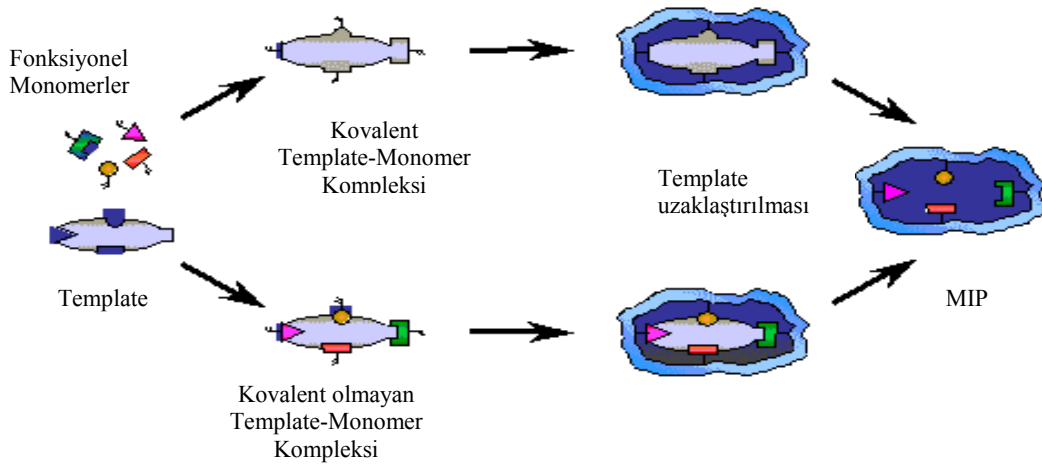 Fonksiyonel
Monomerler
Kovalent
Template-Monomer
Kompleksi
Template
uzaklaştırılması
Template
MIP
Kovalent olmayan
Template-Monomer
Kompleksi